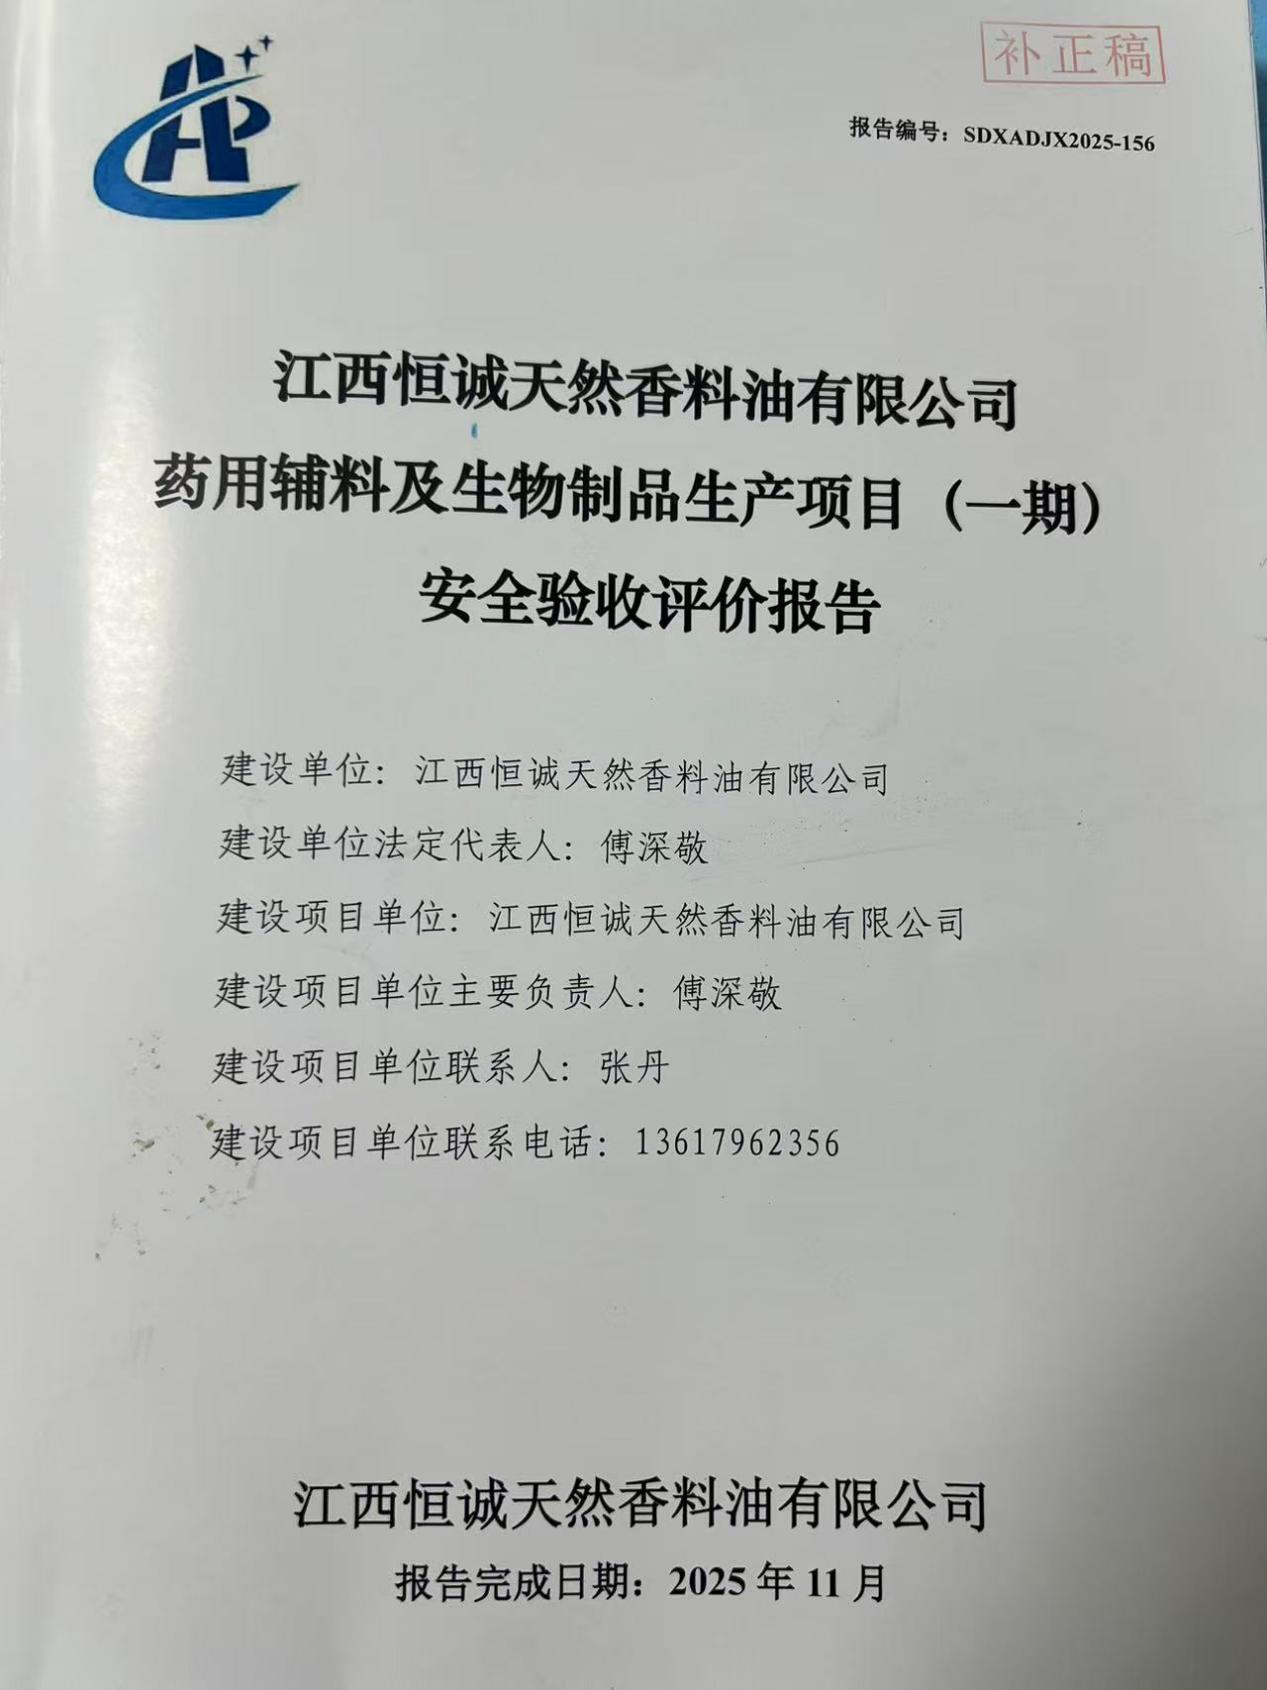 补正稿
报告编号：SDXADJX2025-156
江西恒诚天然香料油有限公司
药用辅料及生物制品生产项目（一期）
安全验收评价报告
建设单位：江西恒诚天然香料油有限公司
建设单位法定代表人：傅深敬
建设项目单位：江西恒诚天然香料油有限公司
建设项目单位主要负责人：傅深敬
建设项目单位联系人：张丹
建设项目单位联系电话：13617962356
江西恒诚天然香料油有限公司
报告完成日期：2025年11月